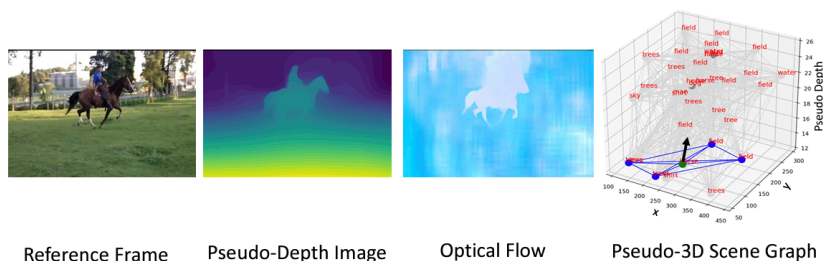 Reference Frame
Pseudo-Depth Image
Optical Flow
Pseudo-3D Scene Graph
field
trees
field
field
field
water
field
trees
field
water
tree
field
field
trees
sky
trees
tree
tree
field
field
field
trees
26
24
22
20
18
16
14
12
Pseudo Depth
100
150
200
250
300
350
400
450
x
50
100
150
200
250
300
y